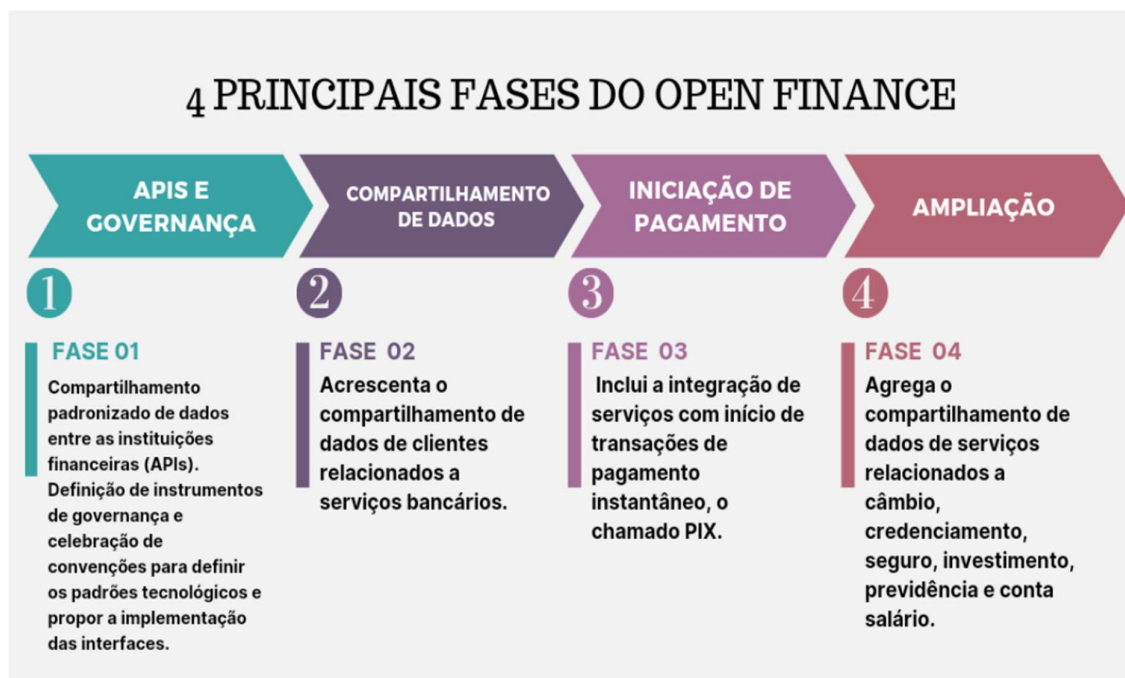 4 PRINCIPAIS FASES DO OPEN FINANCE
APIS E
GOVERNANÇA
COMPARTILHAMENTO
DE DADOS
INICIAÇÃO DE
PAGAMENTO
AMPLIAÇÃO
1
2
3
4
FASE 01
Compartilhamento
padronizado de dados
entre as instituições
financeiras (APIs).
Definição de instrumentos
de governança e
celebração de
convenções para definir
os padrões tecnológicos e
propor a implementação
das interfaces.
FASE 02
Acrescenta o
compartilhamento de
dados de clientes
relacionados a
serviços bancários.
FASE 03
Inclui a integração de
serviços com início de
transações de
pagamento
instantâneo, o
chamado PIX.
FASE 04
Agrega o
compartilhamento de
dados de serviços
relacionados a
câmbio,
credenciamento,
seguro, investimento,
previdência e conta
salário.